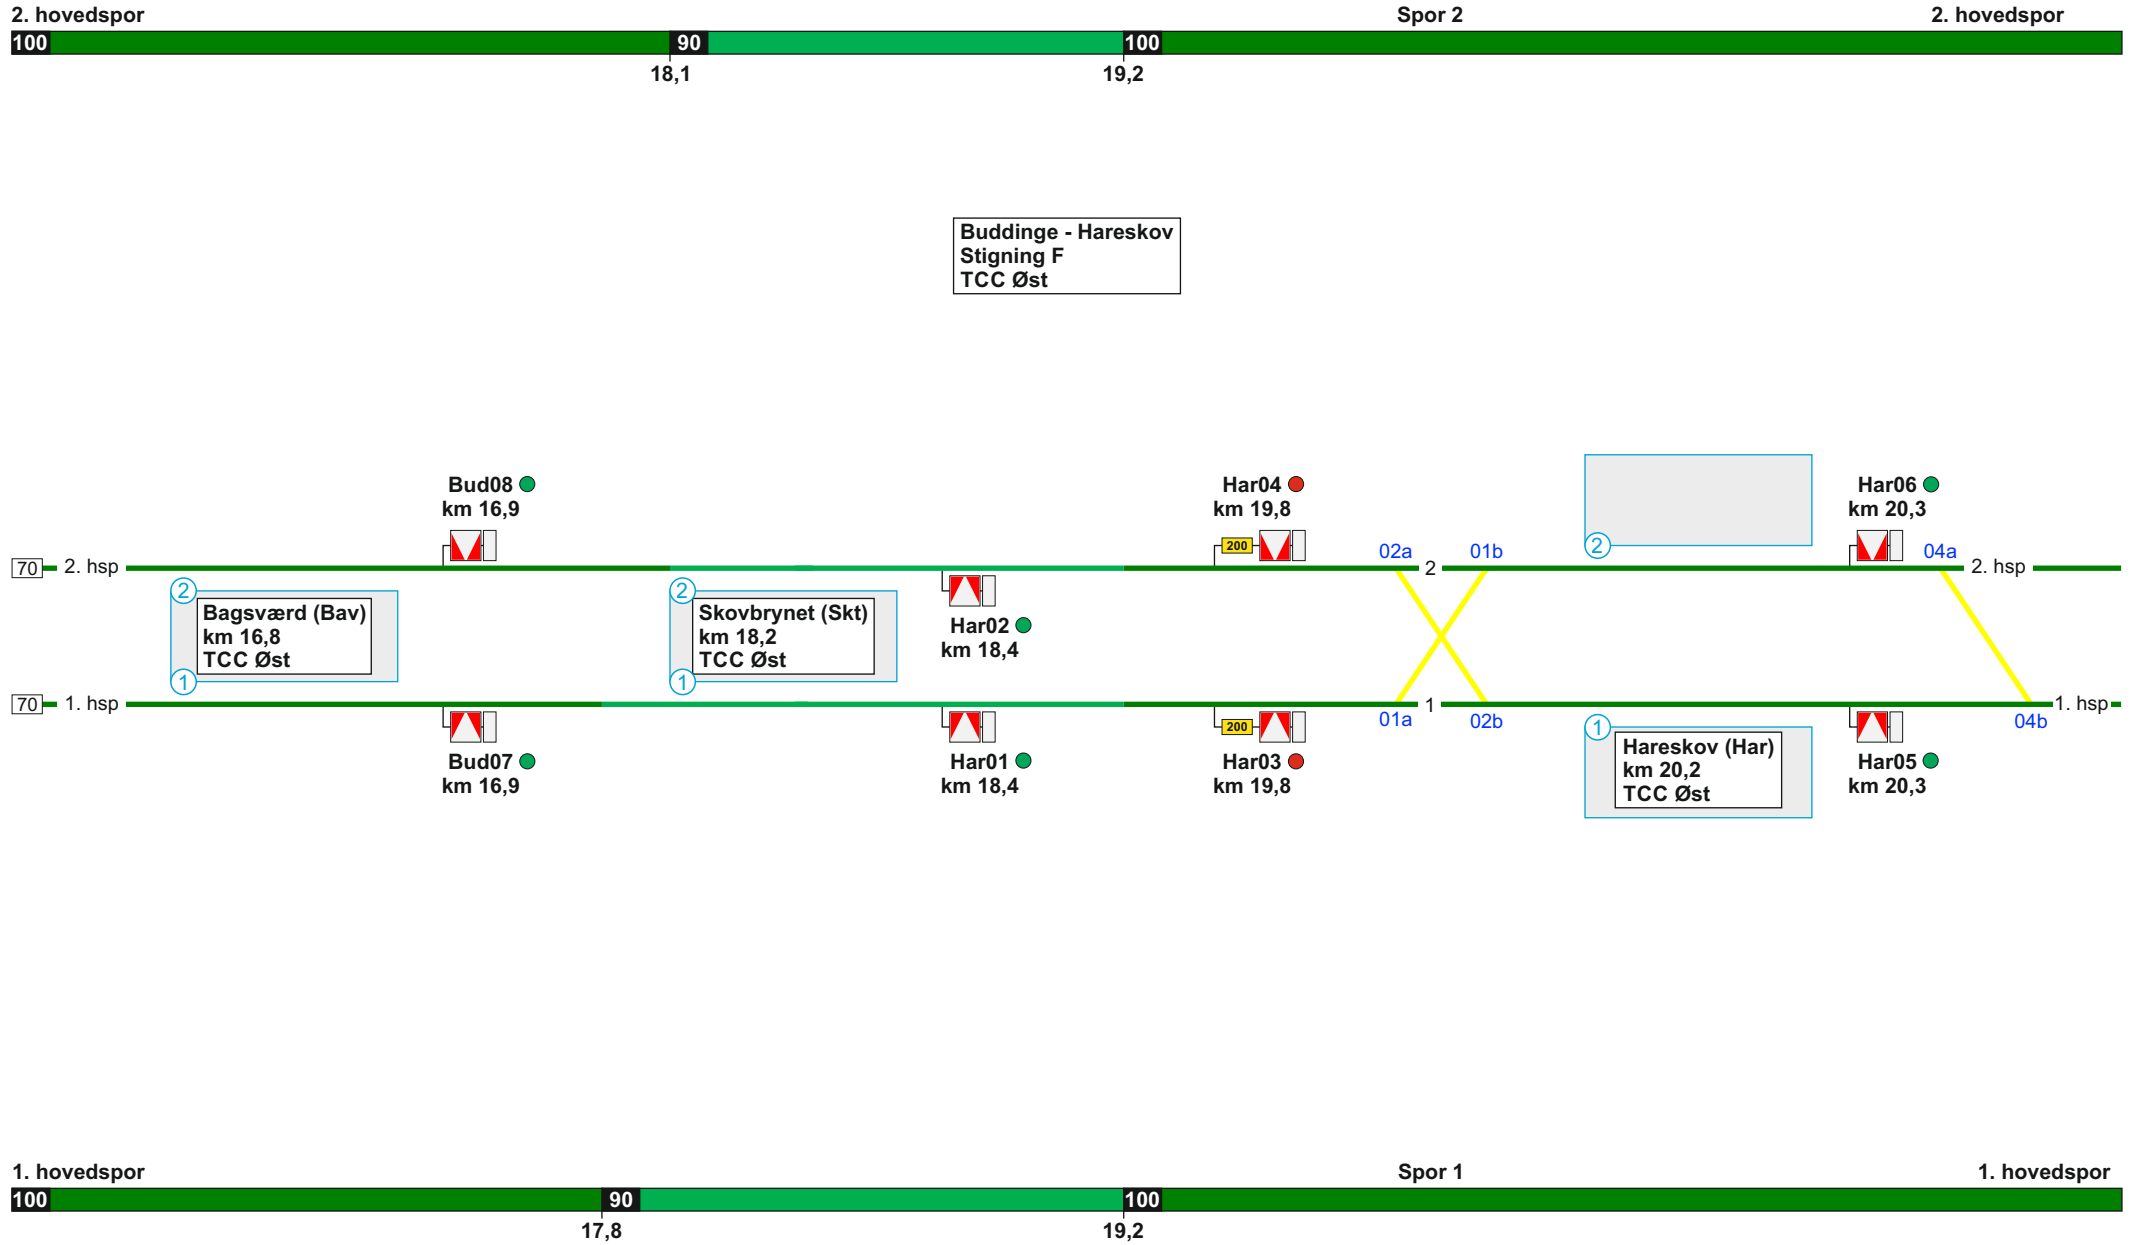 2. hovedspor
Spor 2
2. hovedspor
100
90
100
18,1
19,2
Buddinge - Hareskov
Stigning F
TCC Øst
Bud08
km 16,9
Har04
km 19,8
Har06
km 20,3
200
02a
01b
2
04a
70
2. hsp
2
2. hsp
2
Bagsværd (Bav)
km 16,8
TCC Øst
1
2
Skovbrynet (Skt)
km 18,2
TCC Øst
1
Har02
km 18,4
70
1. hsp
1
1. hsp
200
01a
02b
04b
Bud07
km 16,9
Har01
km 18,4
Har03
km 19,8
1
Hareskov (Har)
km 20,2
TCC Øst
Har05
km 20,3
1. hovedspor
Spor 1
1. hovedspor
100
90
100
17,8
19,2